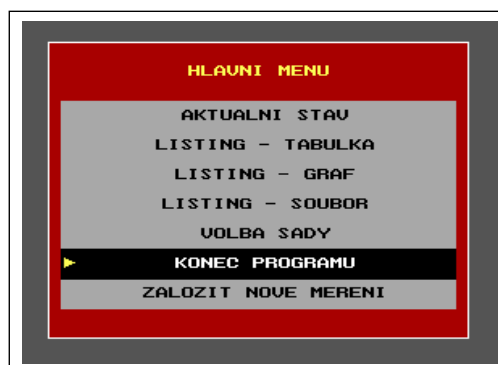 HLAVNI MENU
AKTUALNI STAV
LISTING - TABULKA
LISTING - GRAF
LISTING - SOUBOR
VOLBA SADY
KONEC PROGRAMU
ZALOZIT NOVE MERENI